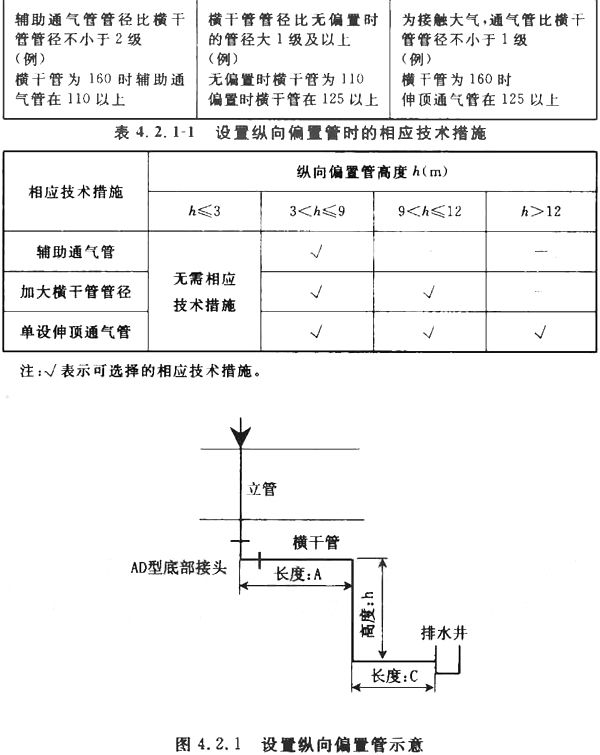 辅助通气管管径比横干
管管径不小于2级
(例)
横干管为160时辅助通
气管在110以上
横干管管径比无偏置时
的管径大1级及以上
(例)
无偏置时横干管为110
偏置时横干管在125以上
为接触大气,通气管比横干
管管径不小于1级
(例)
横干管为160时
伸顶通气管在125以上
表4.2.1-1 设置纵向偏置管时的相应技术措施
相应技术措施
纵向偏置管高度h(m)
h≤3 3<h≤9 9<h≤12 h>12
辅助通气管 √ - —
无需相应
技术措施
加大横干管管径 √ √ -
单设伸顶通气管 √ √ √
注:√表示可选择的相应技术措施。
立管
横干管
AD型底部接头
长度:A
高度:h
排水井
长度:C
图4.2.1 设置纵向偏置管示意